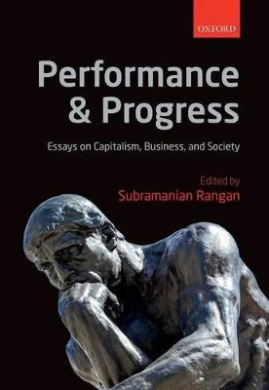 OXFORD
Performance
& Progress
Essays on Capitalism, Business, and Society
Edited by
Subramanian Rangan